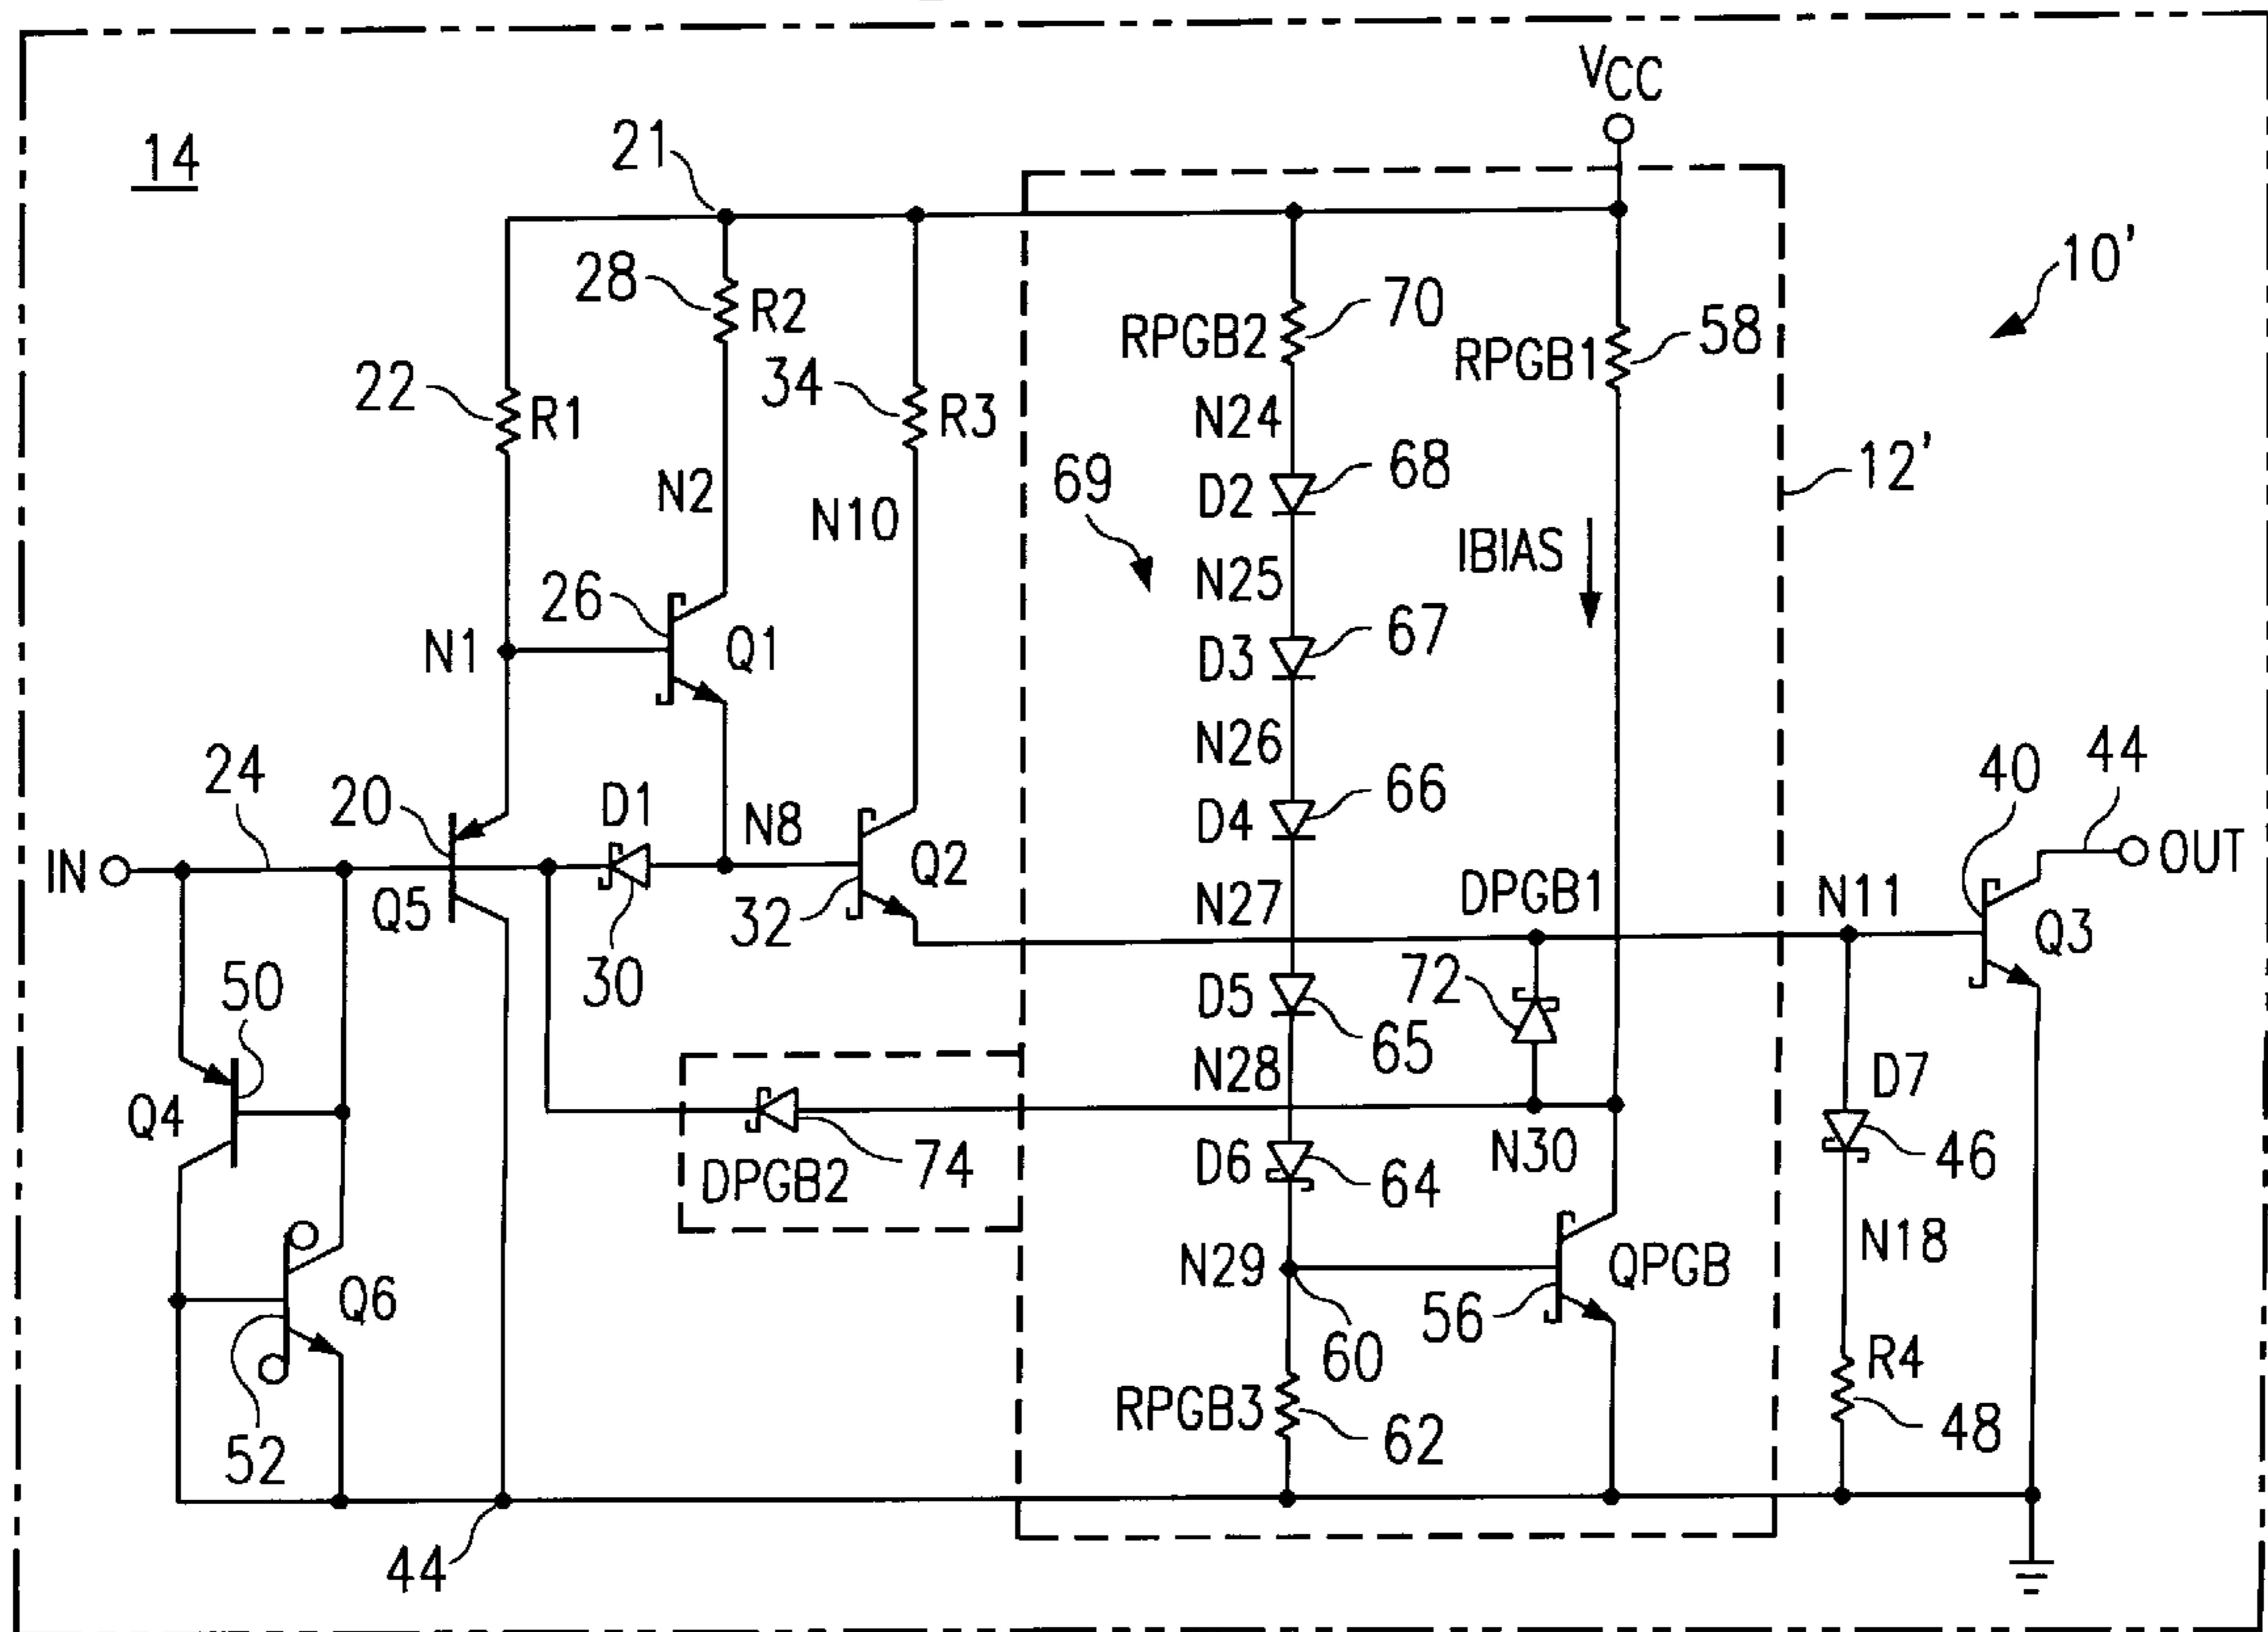 VCC
14
21
10'
28
R2
RPGB2
70
RPGB1
58
22
R1
34
R3
N24
12'
N2
69
D2
68
N10
IBIAS
26
N25
N1
Q1
D3
67
24
N26
40
44
20
D1
N8
D4
66
IN
Q5
Q2
OUT
32
N27
DPGB1
N11
Q3
30
50
D5
72
65
N28
D7
Q4
DPGB2
74
D6
64
N30
46
N29
QPGB
N18
Q6
56
60
R4
52
RPGB3
62
48
44